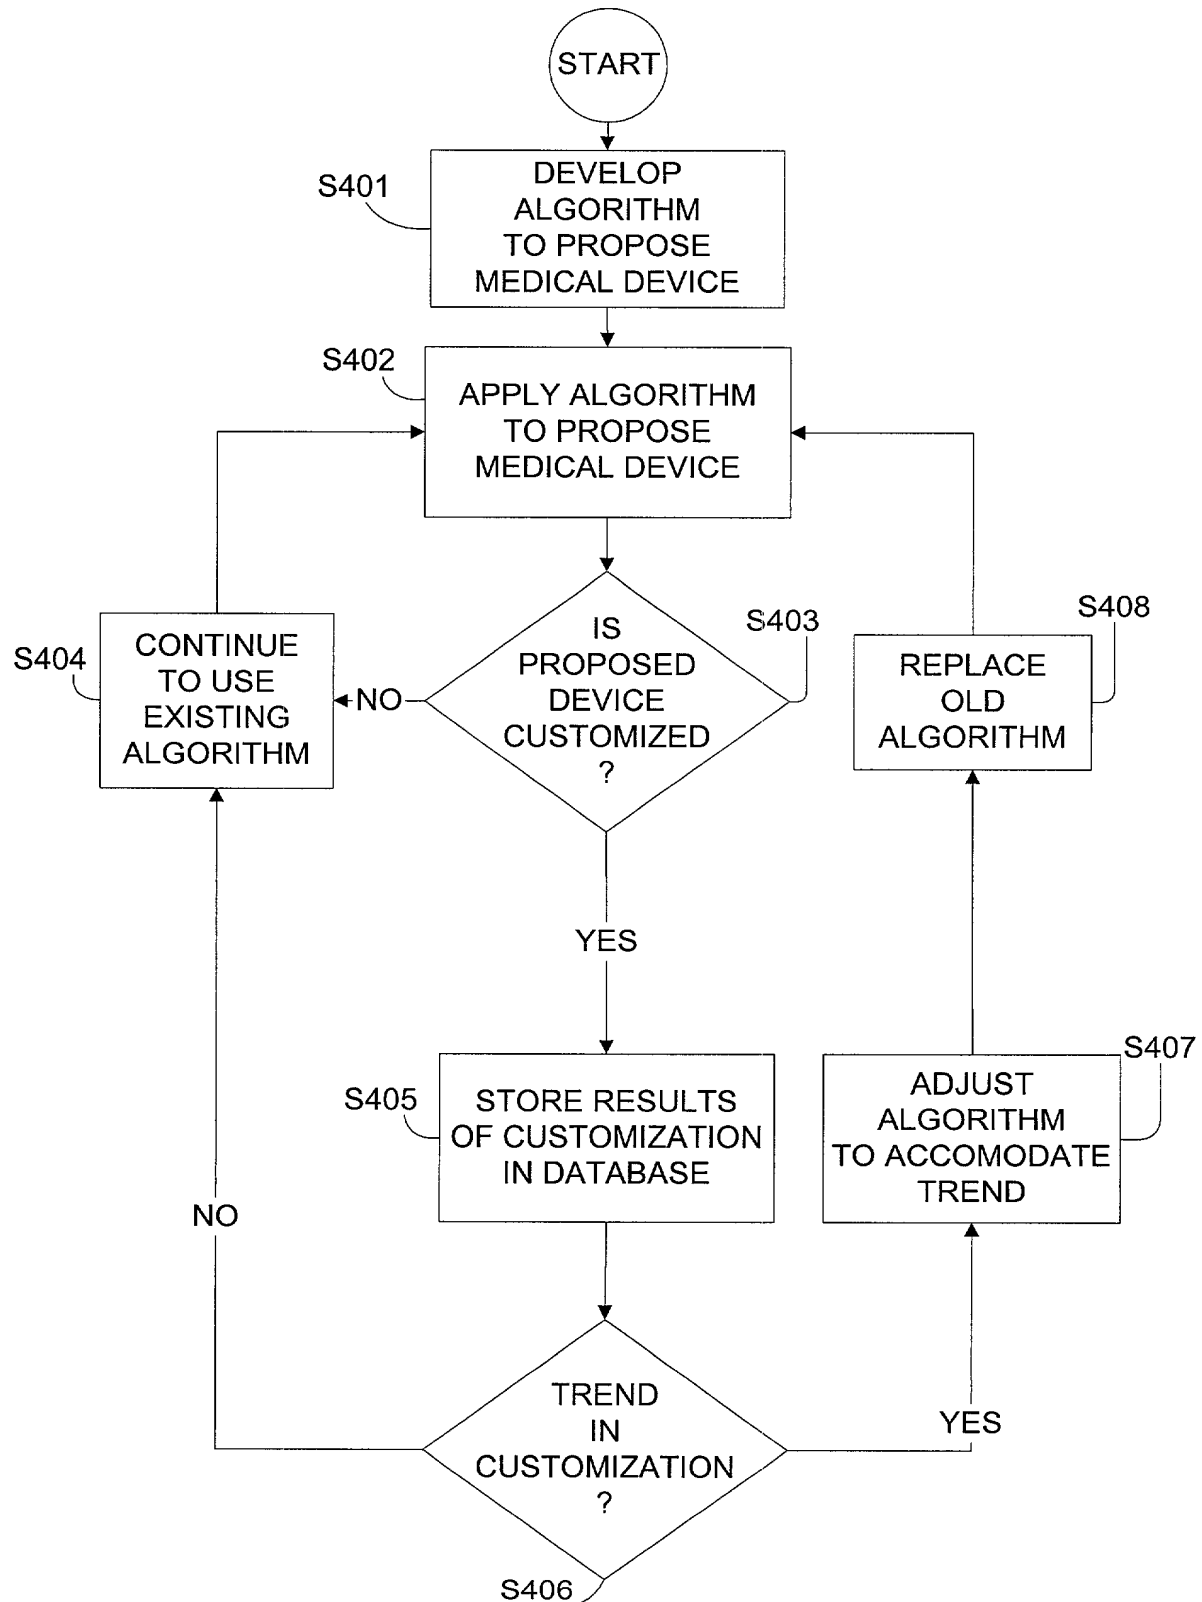 START
S401
DEVELOP
ALGORITHM
TO PROPOSE
MEDICAL DEVICE
S402
APPLY ALGORITHM
TO PROPOSE
MEDICAL DEVICE
S403
IS
PROPOSED
DEVICE
CUSTOMIZED
?
NO
S404
CONTINUE
TO USE
EXISTING
ALGORITHM
S408
REPLACE
OLD
ALGORITHM
YES
S405
STORE RESULTS
OF CUSTOMIZATION
IN DATABASE
S407
ADJUST
ALGORITHM
TO ACCOMODATE
TREND
NO
TREND
IN
CUSTOMIZATION
?
YES
S406